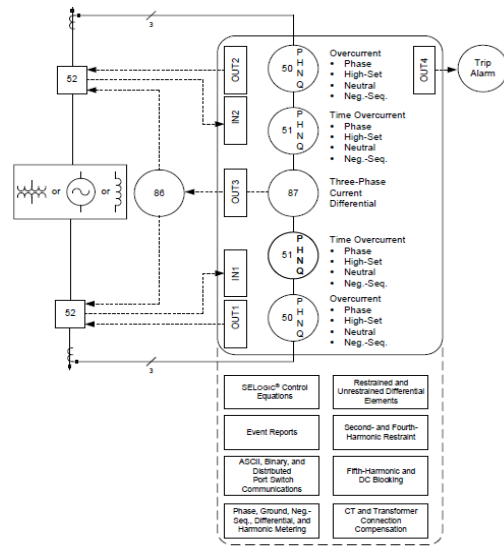 3
OUT2
50
P
H
N
Q
Overcurrent
• Phase
• High-Set
• Neutral
• Neg.-Seq.
OUT4
Trip
Alarm
52
IN2
51
P
H
N
Q
Time Overcurrent
• Phase
• High-Set
• Neutral
• Neg.-Seq.
or
or
86
OUT3
87
Three-Phase
Current
Differential
IN1
51
P
H
N
Q
Time Overcurrent
• Phase
• High-Set
• Neutral
• Neg.-Seq.
52
OUT1
50
P
H
N
Q
Overcurrent
• Phase
• High-Set
• Neutral
• Neg.-Seq.
3
SELOGIC® Control
Equations
Restrained and
Unrestrained Differential
Elements
Event Reports
Second- and Fourth-
Harmonic Restraint
ASCII, Binary, and
Distributed
Port Switch
Communications
Fifth-Harmonic and
DC Blocking
Phase, Ground, Neg.-
Seq., Differential, and
Harmonic Metering
CT and Transformer
Connection
Compensation